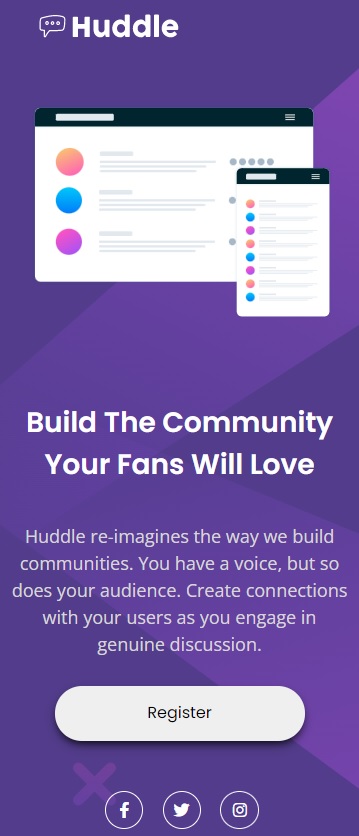 Huddle
Build The Community
Your Fans Will Love
Huddle re-imagines the way we build
communities. You have a voice, but so
does your audience. Create connections
with your users as you engage in
genuine discussion.
Register